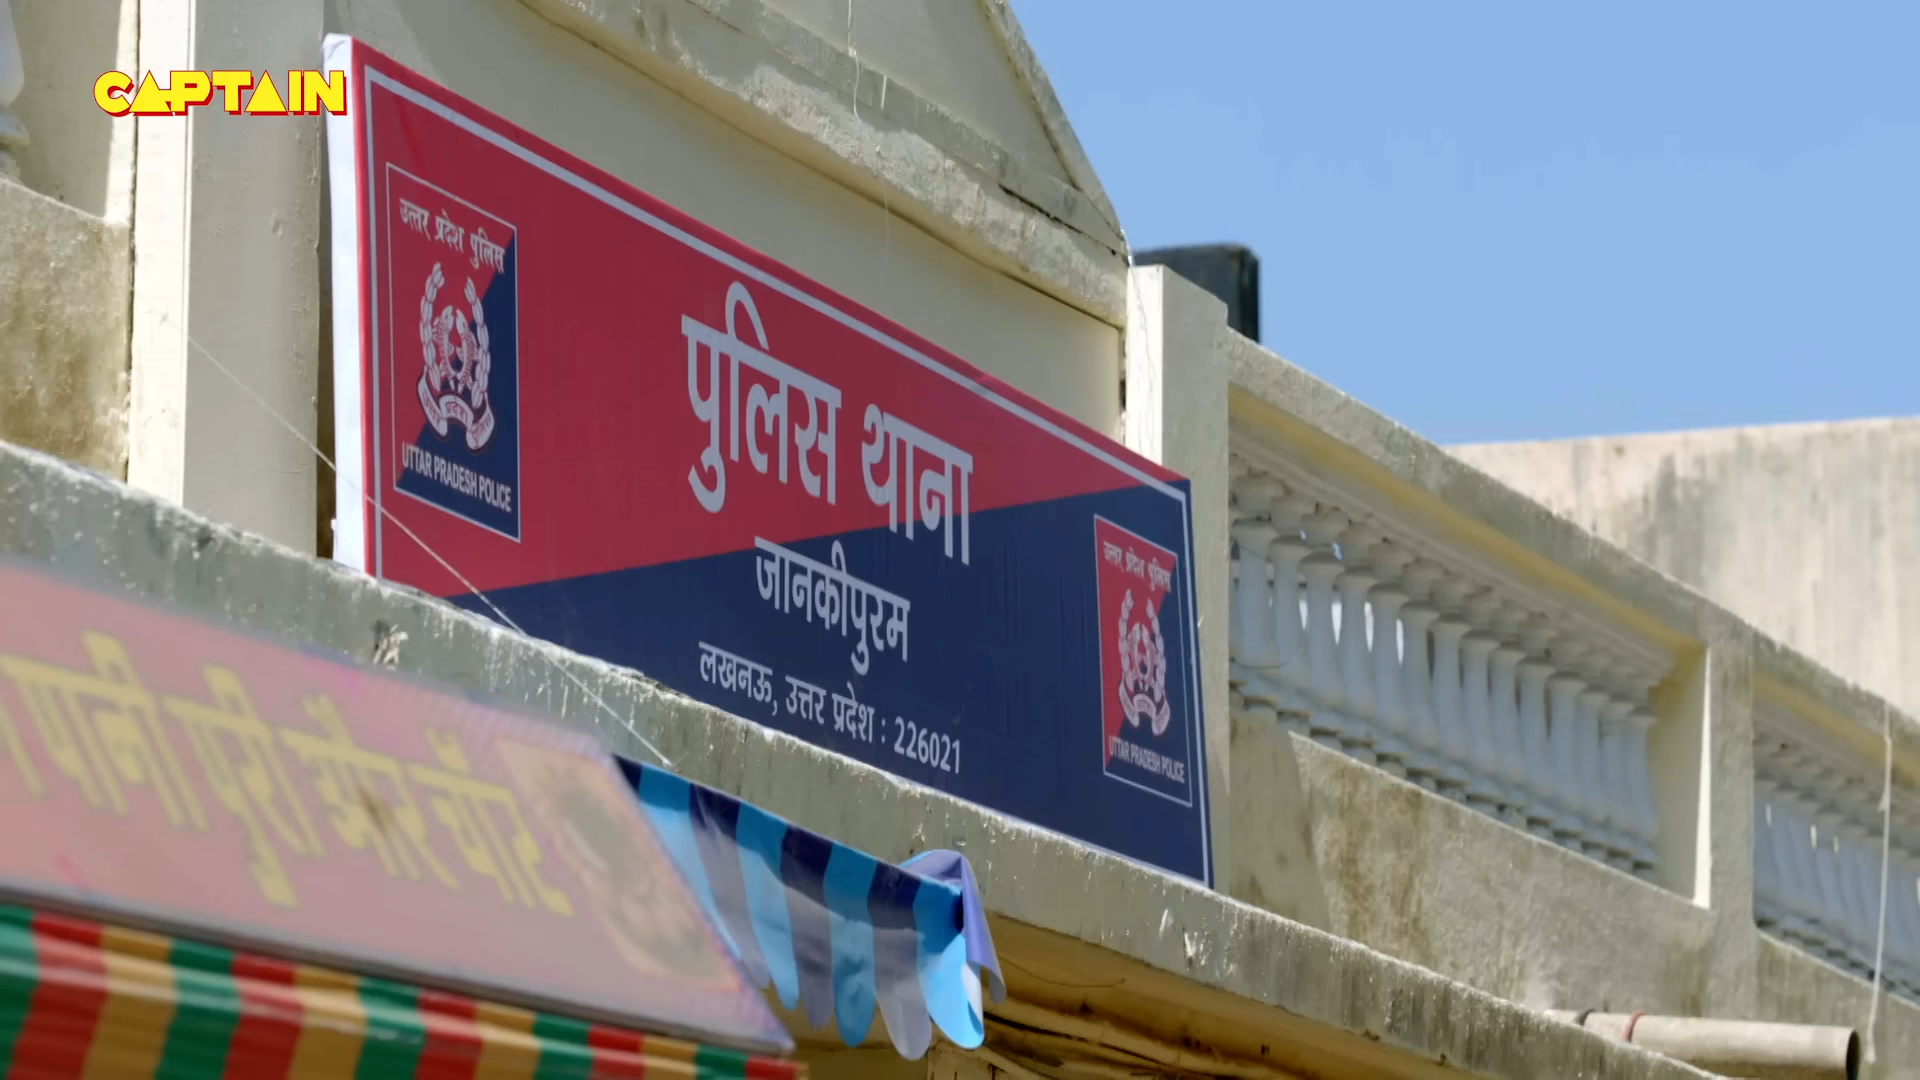 CAPTAIN
उत्तर प्रदेश पुलिस
UTTAR PRADESH POLICE
पुलिस थाना
जानकीपुरम
लखनऊ, उत्तर प्रदेश : 226021
उत्तर प्रदेश पुलिस
UTTAR PRADESH POLICE
पानी पुरी और चाट